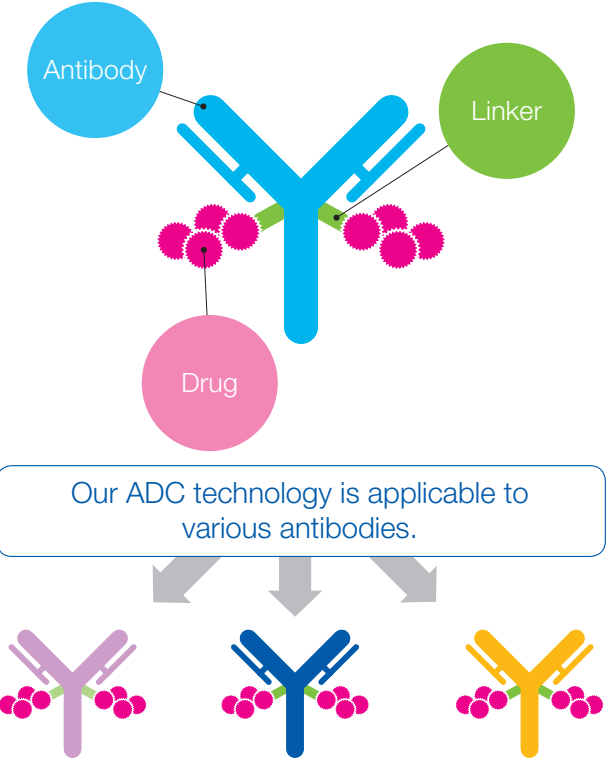 Antibody
Linker
Drug
Our ADC technology is applicable to
various antibodies.